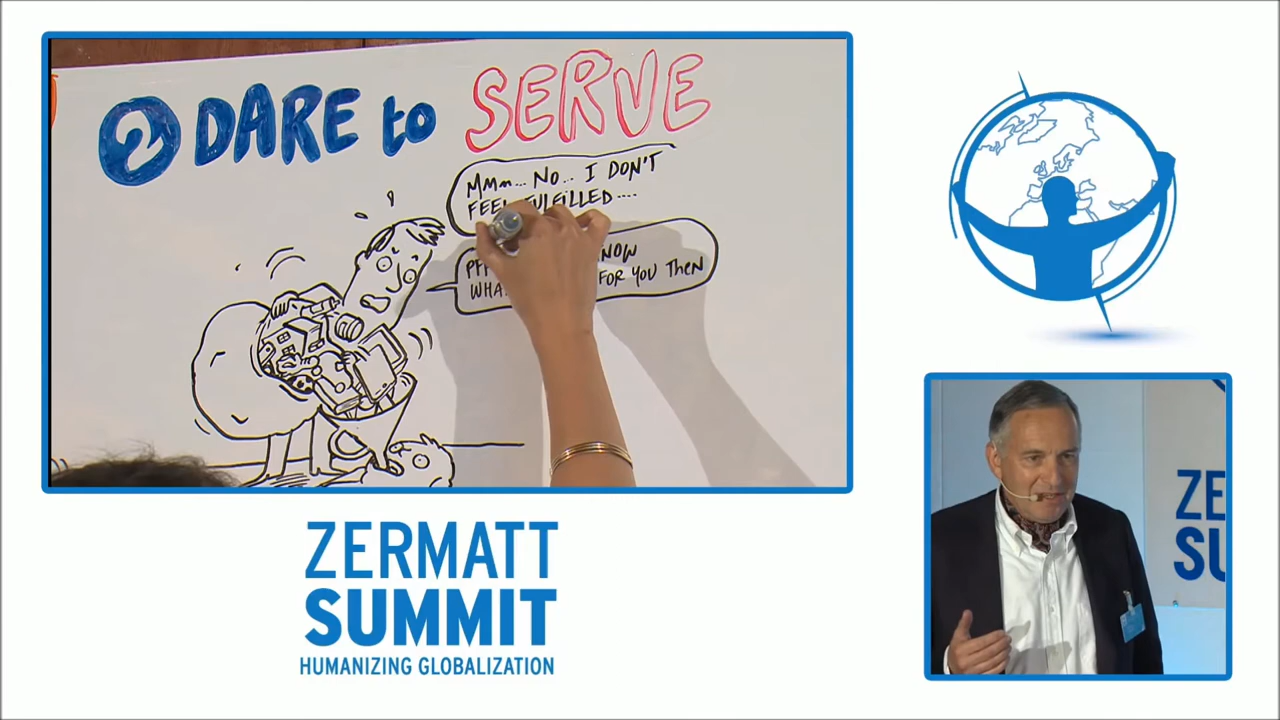 2 DARE to SERVE
MMm... NO... I DON'T
FEEL FULFILLED....
NOW
FOR YOU THEN
ZERMATT
SUMMIT
HUMANIZING GLOBALIZATION
ZE
SU